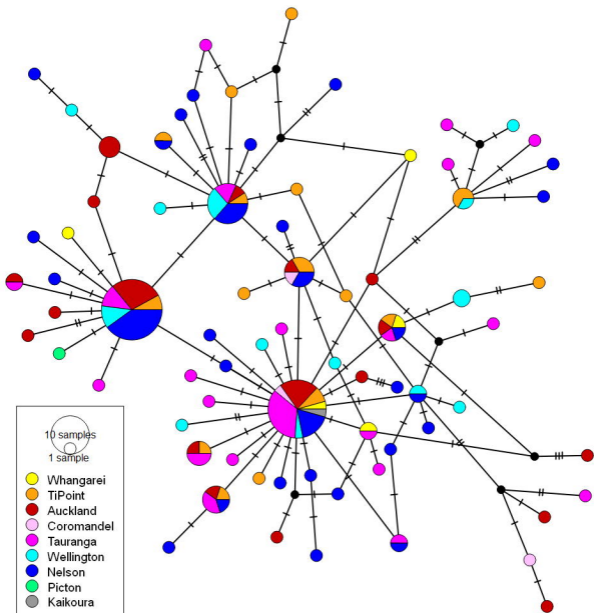 10 samples
1 sample
Whangarei
TiPoint
Auckland
Coromandel
Tauranga
Wellington
Nelson
Picton
Kaikoura